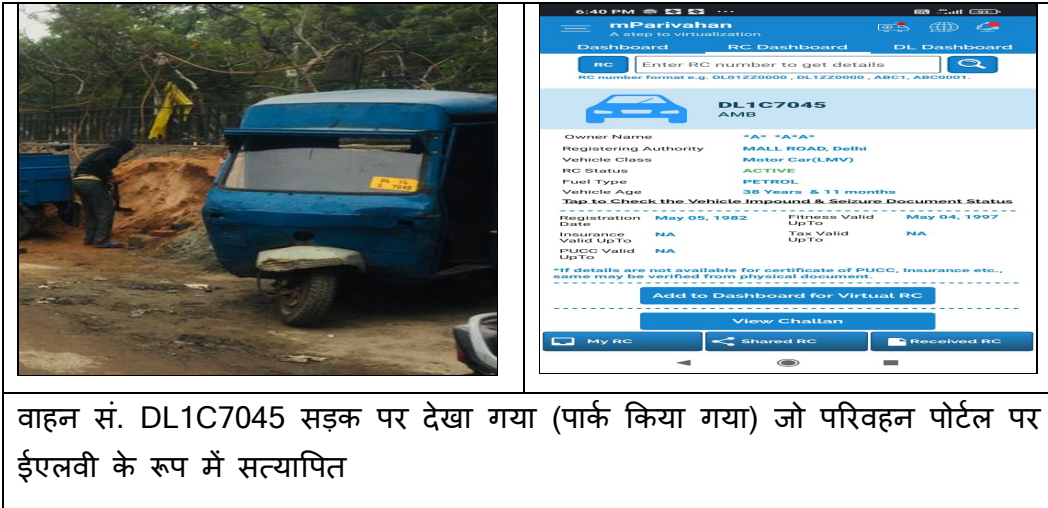 DL 1L
C 7045
6:40 PM
mParivahan
A step to virtualization
Dashboard RC Dashboard DL Dashboard
RC Enter RC number to get details
RC number format e.g. DL01ZZ0000 , DL1ZZ0000 , ABC1, ABC0001.
DL1C7045
AMB
Owner Name *A* *A*A*
Registering Authority MALL ROAD, Delhi
Vehicle Class Motor Car(LMV)
RC Status ACTIVE
Fuel Type PETROL
Vehicle Age 38 Years & 11 months
Tap to Check the Vehicle Impound & Seizure Document Status
Registration Date May 05, 1982 Fitness Valid UpTo May 04, 1997
Insurance Valid UpTo NA Tax Valid UpTo NA
PUCC Valid UpTo NA
*If details are not available for certificate of PUCC, Insurance etc.,
same may be verified from physical document.
Add to Dashboard for Virtual RC
View Challan
My RC Shared RC Received RC
वाहन सं. DL1C7045 सड़क पर देखा गया (पार्क किया गया) जो परिवहन पोर्टल पर
ईएलवी के रूप में सत्यापित